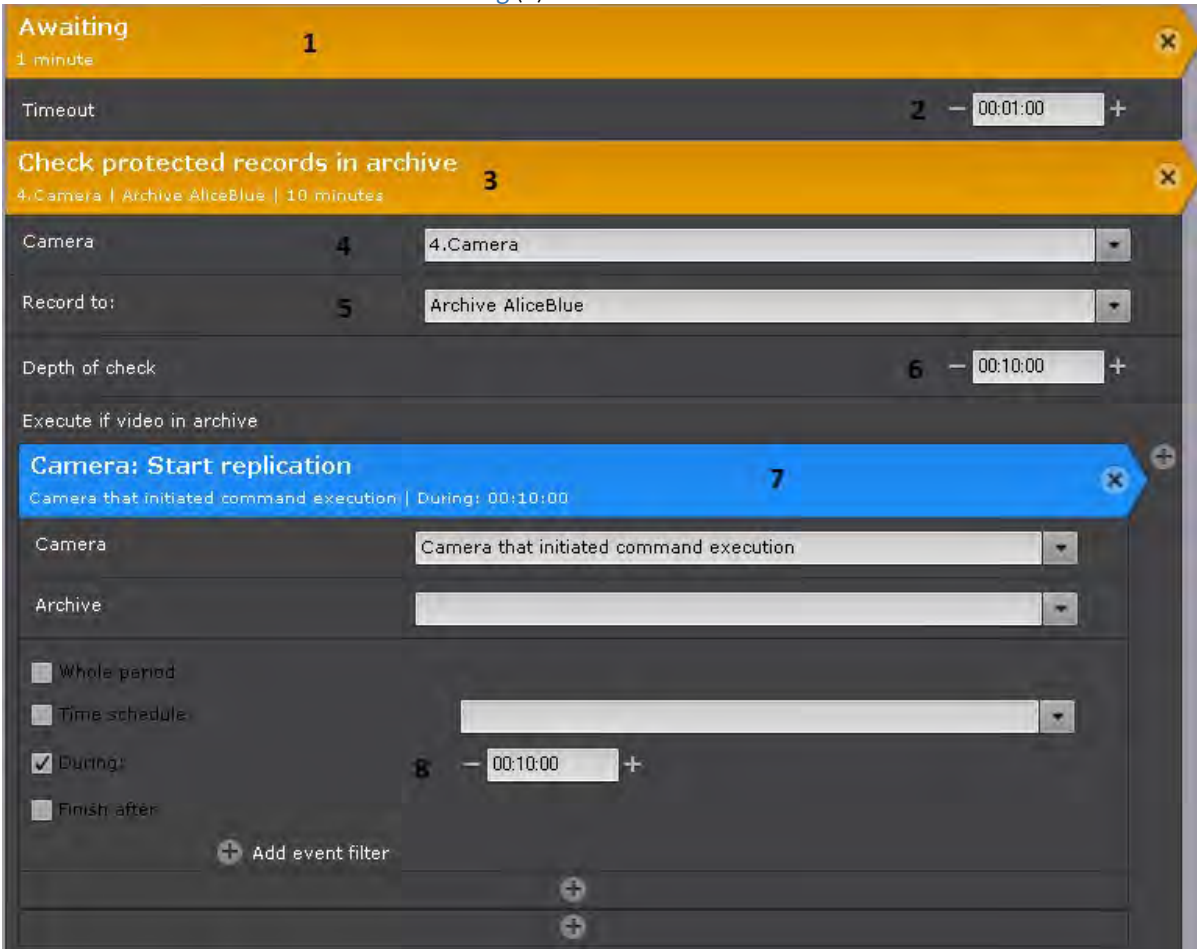 g (
Awaiting
1
1 minute
Timeout 2 – 00:01:00 +
Check protected records in archive
3
4.Camera | Archive AliceBlue | 10 minutes
Camera 4 4.Camera
Record to: 5 Archive AliceBlue
Depth of check 6 – 00:10:00 +
Execute if video in archive
Camera: Start replication
7
Camera that initiated command execution | During: 00:10:00
Camera Camera that initiated command execution
Archive
Whole period
Time schedule:
During: 8 – 00:10:00 +
Finish after
Add event filter